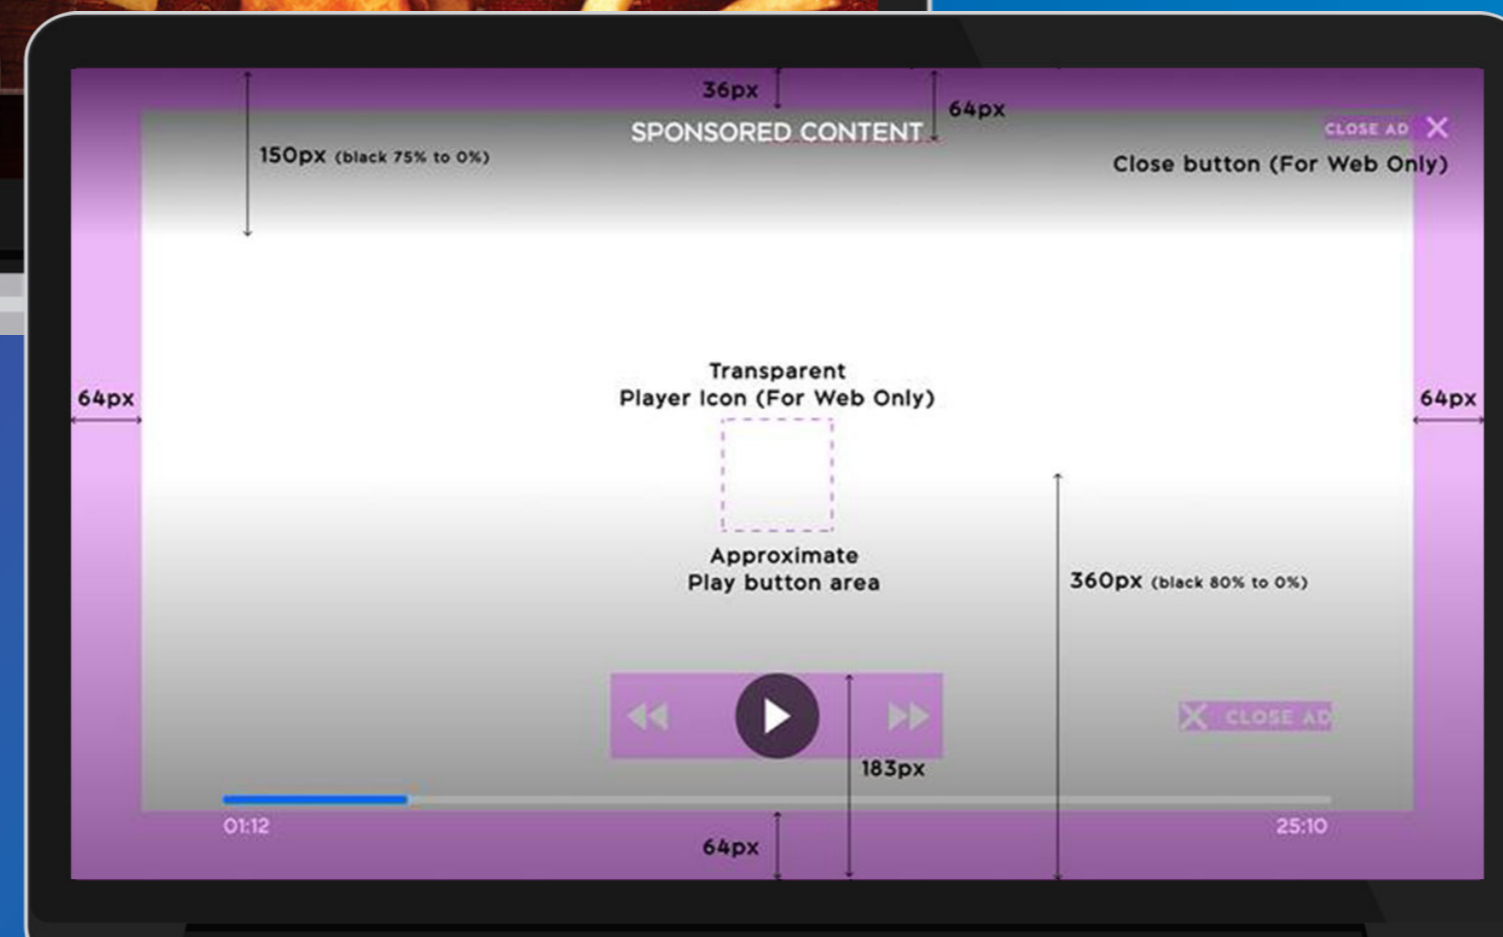 36px
64px
SPONSORED CONTENT
CLOSE AD
150px (black 75% to 0%)
Close button (For Web Only)
Transparent
Player Icon (For Web Only)
64px
64px
Approximate
Play button area
360px (black 80% to 0%)
CLOSE AD
183px
01:12
25:10
64px